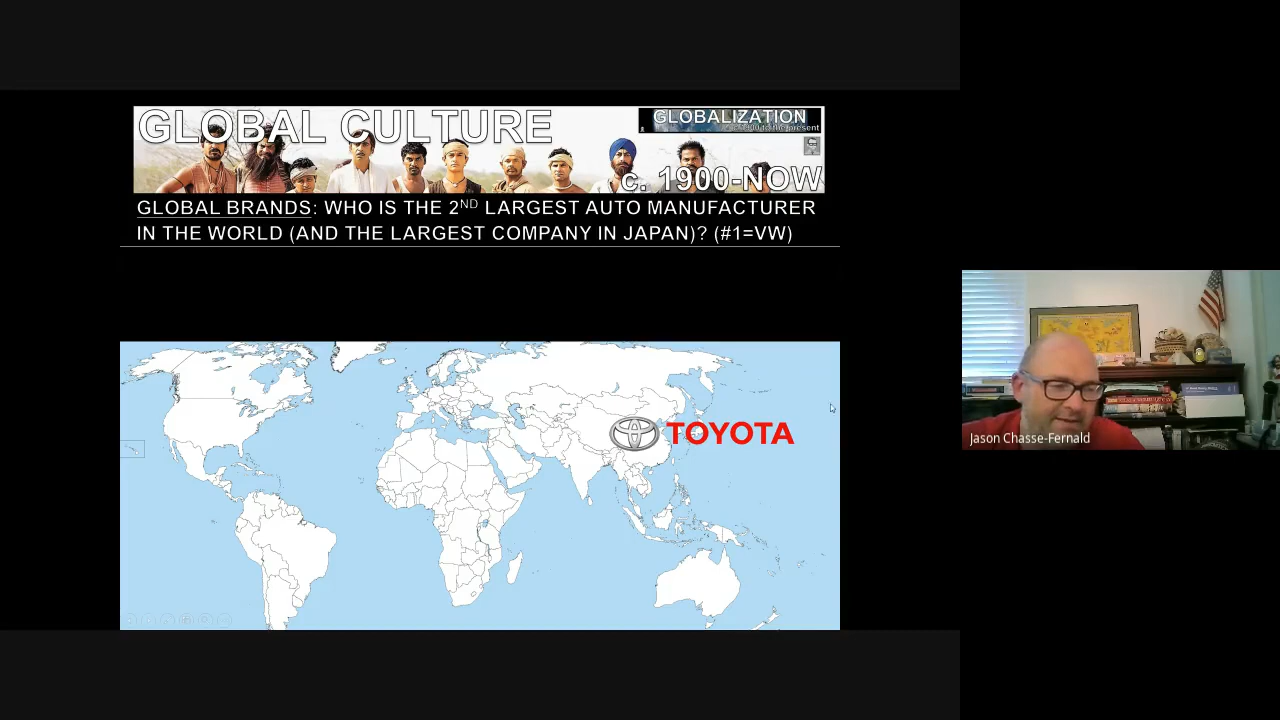 GLOBAL CULTURE
GLOBALIZATION
c. 1900-NOW
GLOBAL BRANDS: WHO IS THE 2ND LARGEST AUTO MANUFACTURER
IN THE WORLD (AND THE LARGEST COMPANY IN JAPAN)? (#1=VW)
TOYOTA
Jason Chasse-Fernald